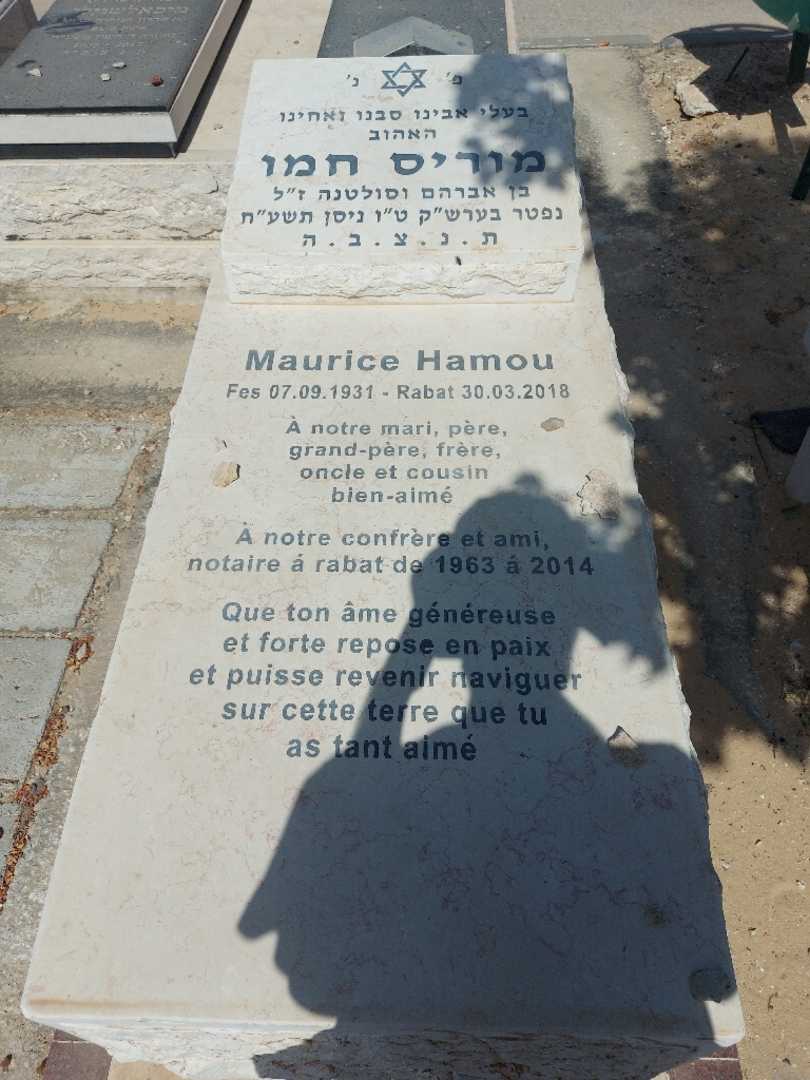 פ׳ נ׳
בעלי אבינו סבנו ואחינו
האהוב
מוריס חמו
בן אברהם וסולטנה ז״ל
נפטר בערש״ק ט״ו ניסן תשע״ח
ת . נ . צ . ב . ה
Maurice Hamou
Fes 07.09.1931 - Rabat 30.03.2018
À notre mari, père,
grand-père, frère,
oncle et cousin
bien-aimé
À notre confrère et ami,
notaire á rabat de 1963 á 2014
Que ton âme généreuse
et forte repose en paix
et puisse revenir naviguer
sur cette terre que tu
as tant aimé